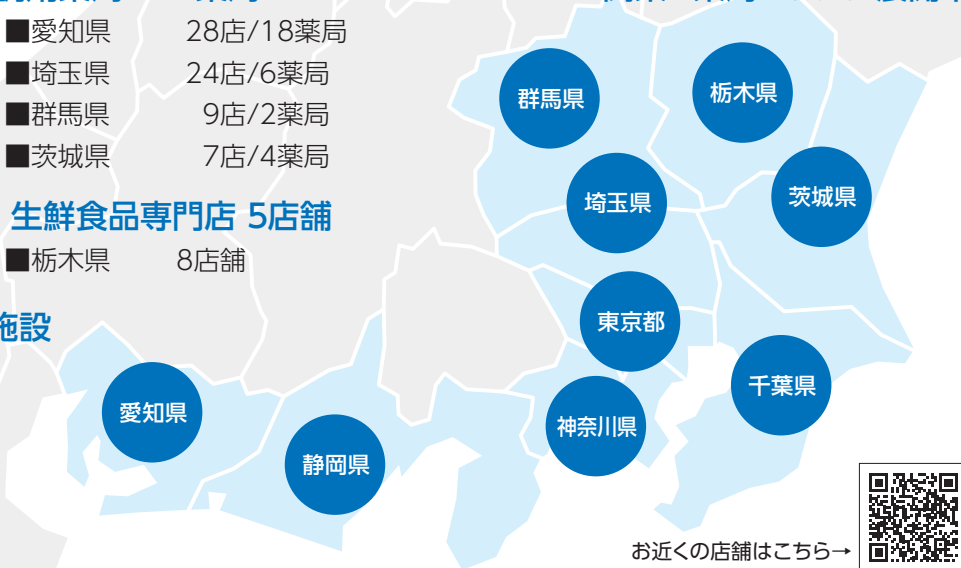 ■愛知県 28店/18薬局
■埼玉県 24店/6薬局
■群馬県 9店/2薬局
■茨城県 7店/4薬局
生鮮食品専門店 5店舗
■栃木県 8店舗
施設
群馬県
栃木県
埼玉県
茨城県
東京都
千葉県
愛知県
神奈川県
静岡県
お近くの店舗はこちら→